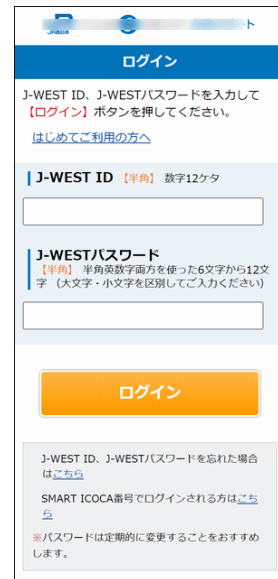 ログイン
J-WEST ID、J-WESTパスワードを入力して
【ログイン】ボタンを押してください。
はじめてご利用の方へ
J-WEST ID 【半角】 数字12ケタ
J-WESTパスワード
【半角】 半角英数字両方を使った6文字から12文
字 （大文字・小文字を区別してご入力ください）
ログイン
J-WEST ID、J-WESTパスワードを忘れた場合
はこちら
SMART ICOCA番号でログインされる方はこち
ら
※パスワードは定期的に変更することをおすすめ
します。